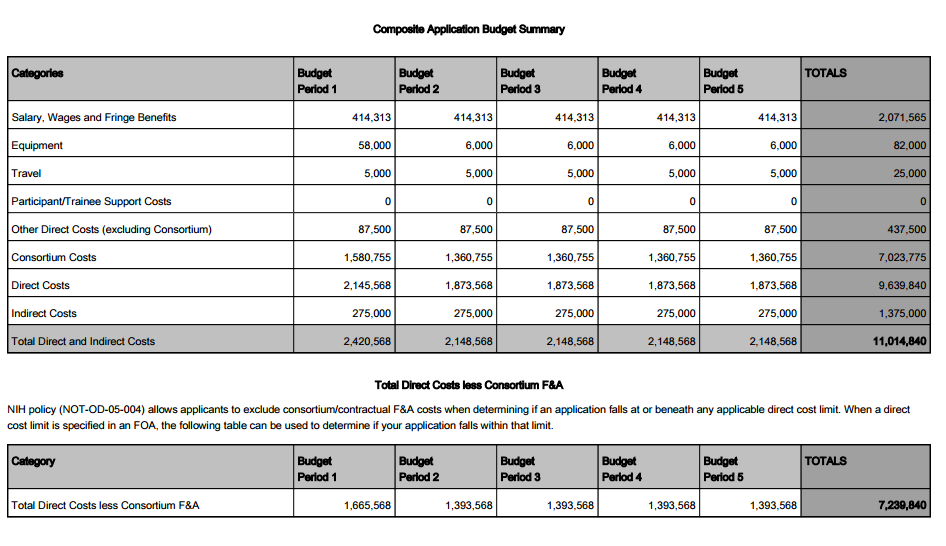 Composite Application Budget Summary
Categories Budget Period 1 Budget Period 2 Budget Period 3 Budget Period 4 Budget Period 5 TOTALS
Salary, Wages and Fringe Benefits 414,313 414,313 414,313 414,313 414,313 2,071,565
Equipment 58,000 6,000 6,000 6,000 6,000 82,000
Travel 5,000 5,000 5,000 5,000 5,000 25,000
Participant/Trainee Support Costs 0 0 0 0 0 0
Other Direct Costs (excluding Consortium) 87,500 87,500 87,500 87,500 87,500 437,500
Consortium Costs 1,580,755 1,360,755 1,360,755 1,360,755 1,360,755 7,023,775
Direct Costs 2,145,568 1,873,568 1,873,568 1,873,568 1,873,568 9,639,840
Indirect Costs 275,000 275,000 275,000 275,000 275,000 1,375,000
Total Direct and Indirect Costs 2,420,568 2,148,568 2,148,568 2,148,568 2,148,568 11,014,840
Total Direct Costs less Consortium F&A
NIH policy (NOT-OD-05-004) allows applicants to exclude consortium/contractual F&A costs when determining if an application falls at or beneath any applicable direct cost limit. When a direct
cost limit is specified in an FOA, the following table can be used to determine if your application falls within that limit.
Category Budget Period 1 Budget Period 2 Budget Period 3 Budget Period 4 Budget Period 5 TOTALS
Total Direct Costs less Consortium F&A 1,665,568 1,393,568 1,393,568 1,393,568 1,393,568 7,239,840